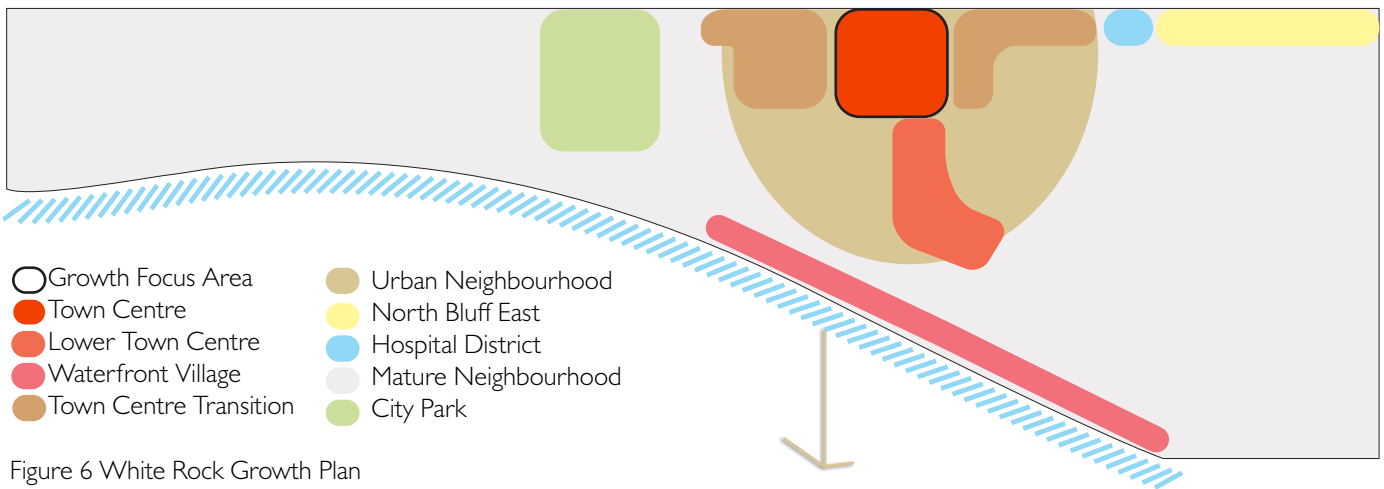 Growth Focus Area
Town Centre
Lower Town Centre
Waterfront Village
Town Centre Transition
Urban Neighbourhood
North Bluff East
Hospital District
Mature Neighbourhood
City Park
Figure 6 White Rock Growth Plan